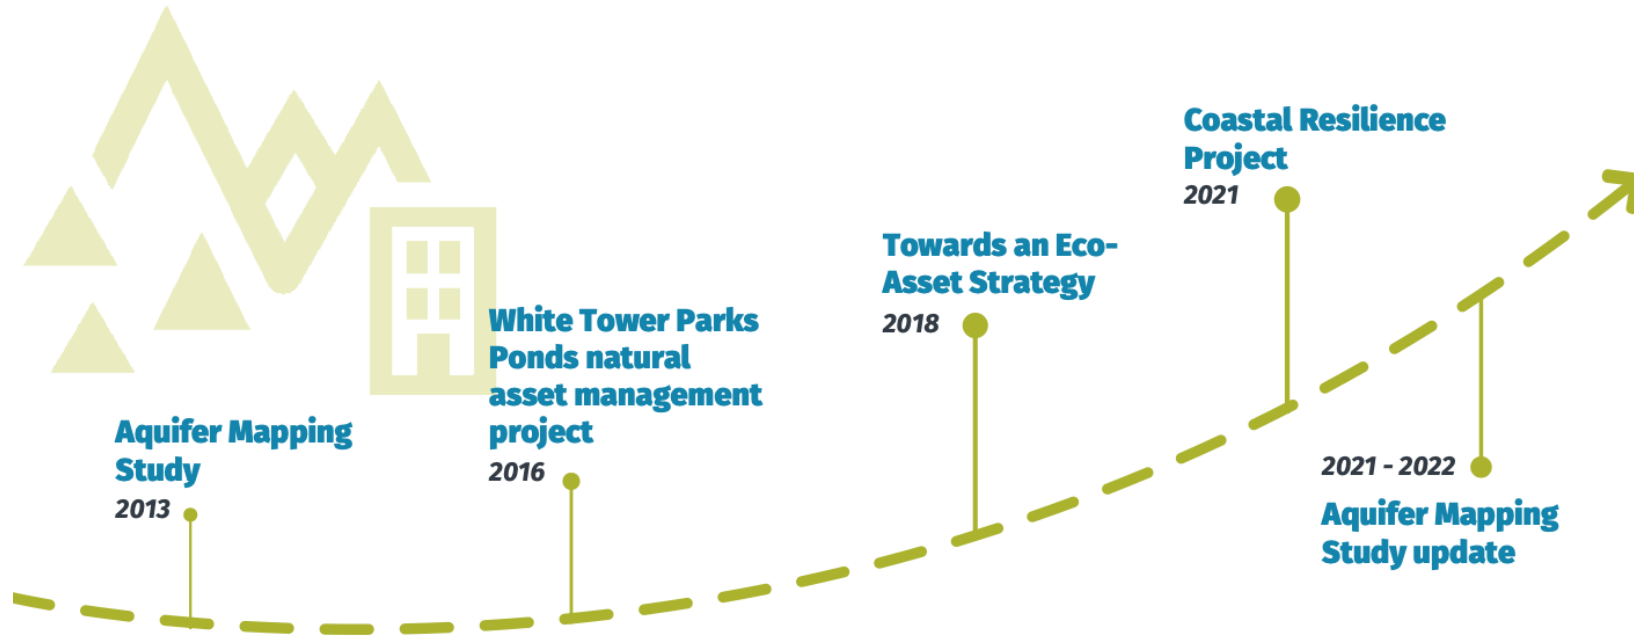 Aquifer Mapping
Study
2013
White Tower Parks
Ponds natural
asset management
project
2016
Towards an Eco-
Asset Strategy
2018
Coastal Resilience
Project
2021
2021 - 2022
Aquifer Mapping
Study update